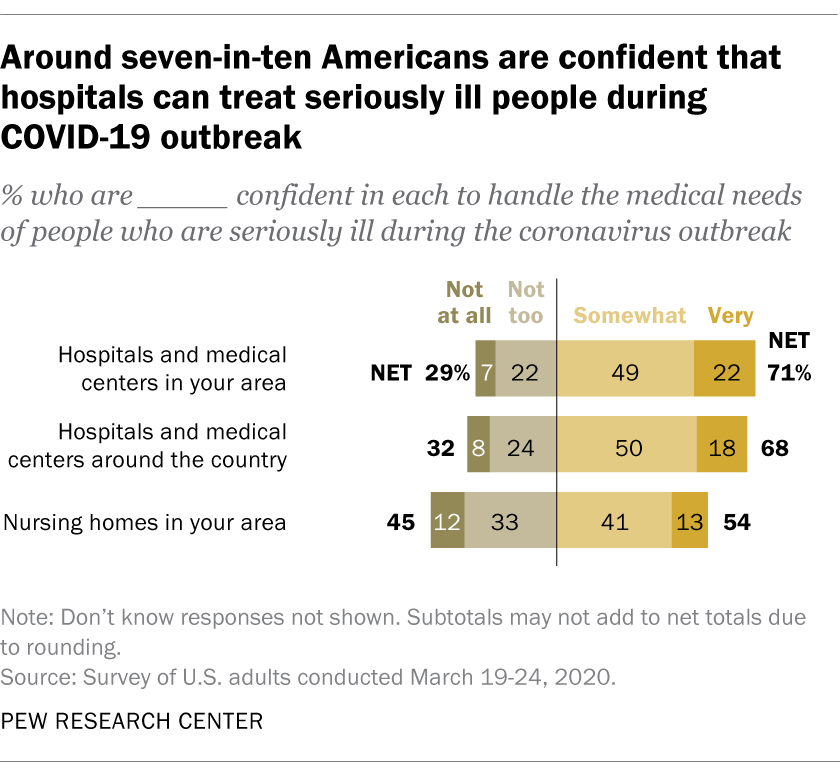 Around seven-in-ten Americans are confident that
hospitals can treat seriously ill people during
COVID-19 outbreak
% who are ______ confident in each to handle the medical needs
of people who are seriously ill during the coronavirus outbreak
Not at all
Not too
Somewhat
Very
NET
Hospitals and medical
centers in your area
NET 29% 7 22 49 22 71%
Hospitals and medical
centers around the country
32 8 24 50 18 68
Nursing homes in your area 45 12 33 41 13 54
Note: Don’t know responses not shown. Subtotals may not add to net totals due
to rounding.
Source: Survey of U.S. adults conducted March 19-24, 2020.
PEW RESEARCH CENTER